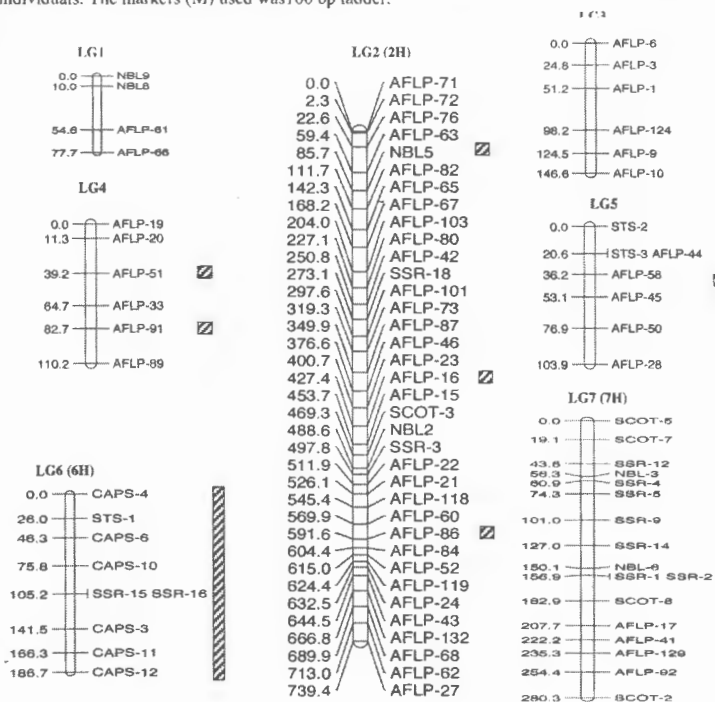 individuals. The markers (M) used was100 bp ladder.
LG1
0.0 NBL9
10.0 NBL8
54.6 AFLP-61
77.7 AFLP-66
LG4
0.0 AFLP-19
11.3 AFLP-20
39.2 AFLP-51
64.7 AFLP-33
82.7 AFLP-91
110.2 AFLP-89
LG6 (6H)
0.0 CAPS-4
26.0 STS-1
46.3 CAPS-6
75.8 CAPS-10
105.2 SSR-15 SSR-16
141.5 CAPS-3
166.3 CAPS-11
186.7 CAPS-12
LG2 (2H)
0.0 AFLP-71
2.3 AFLP-72
22.6 AFLP-76
59.4 AFLP-63
85.7 NBL5
111.7 AFLP-82
142.3 AFLP-65
168.2 AFLP-67
204.0 AFLP-103
227.1 AFLP-80
250.8 AFLP-42
273.1 SSR-18
297.6 AFLP-101
319.3 AFLP-73
349.9 AFLP-87
376.6 AFLP-46
400.7 AFLP-23
427.4 AFLP-16
453.7 AFLP-15
469.3 SCOT-3
488.6 NBL2
497.8 SSR-3
511.9 AFLP-22
526.1 AFLP-21
545.4 AFLP-118
569.9 AFLP-60
591.6 AFLP-86
604.4 AFLP-84
615.0 AFLP-52
624.4 AFLP-119
632.5 AFLP-24
644.5 AFLP-43
666.8 AFLP-132
689.9 AFLP-68
713.0 AFLP-62
739.4 AFLP-27
0.0 AFLP-6
24.8 AFLP-3
51.2 AFLP-1
98.2 AFLP-124
124.5 AFLP-9
146.6 AFLP-10
LG5
0.0 STS-2
20.6 STS-3 AFLP-44
36.2 AFLP-58
53.1 AFLP-45
76.9 AFLP-50
103.9 AFLP-28
LG7 (7H)
0.0 SCOT-5
19.1 SCOT-7
43.6 SSR-12
56.3 NBL-3
60.9 SSR-4
74.3 SSR-5
101.0 SSR-9
127.0 SSR-14
150.1 NBL-6
156.9 SSR-1 SSR-2
182.9 SCOT-8
207.7 AFLP-17
222.2 AFLP-41
235.3 AFLP-129
254.4 AFLP-92
280.3 SCOT-2